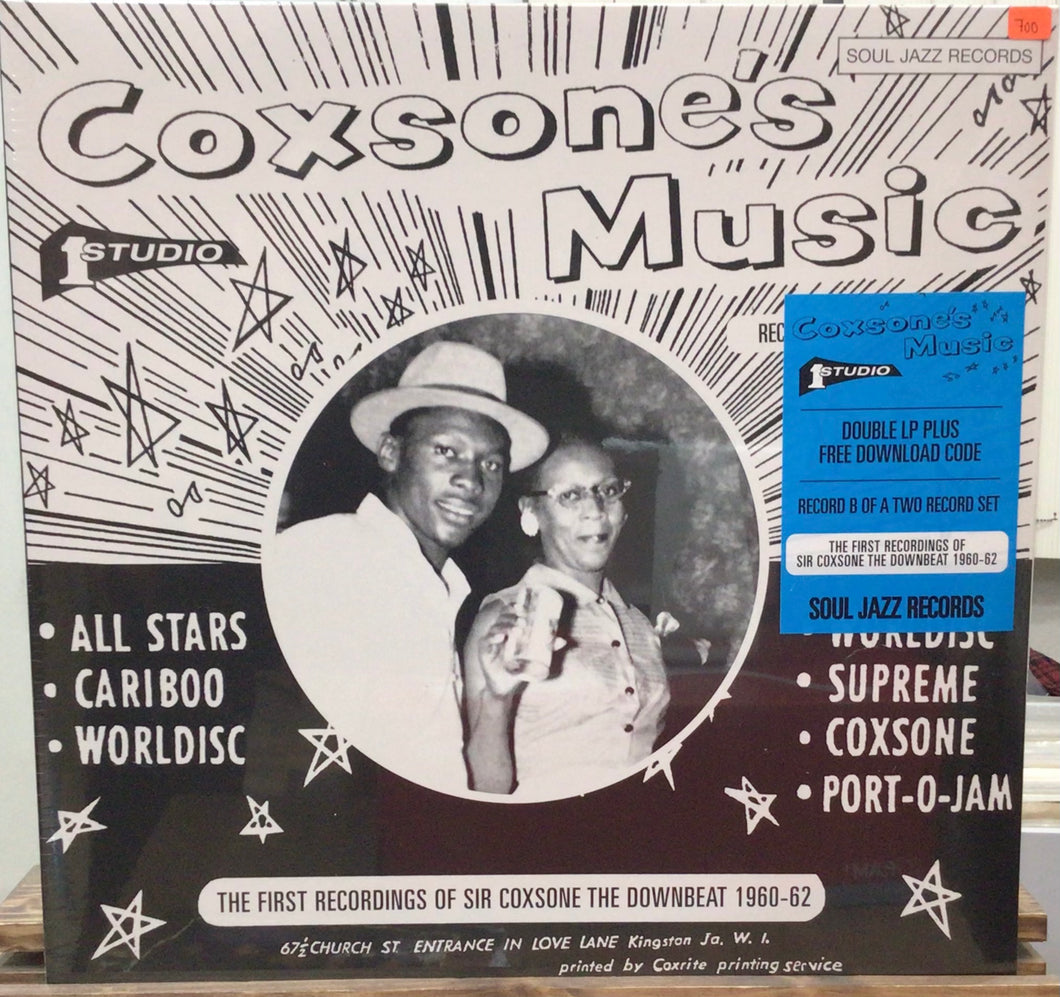 700
SOUL JAZZ RECORDS
Coxsone's
Music
1 STUDIO
REC
Coxsone's
Music
1 STUDIO
DOUBLE LP PLUS
FREE DOWNLOAD CODE
RECORD B OF A TWO RECORD SET
THE FIRST RECORDINGS OF
SIR COXSONE THE DOWNBEAT 1960-62
SOUL JAZZ RECORDS
• ALL STARS
• CARIBOO
• WORLDISC
• WORLDISC
• SUPREME
• COXSONE
• PORT-O-JAM
THE FIRST RECORDINGS OF SIR COXSONE THE DOWNBEAT 1960-62
67½ CHURCH ST. ENTRANCE IN LOVE LANE Kingston Ja. W. I.
printed by Coxrite printing service